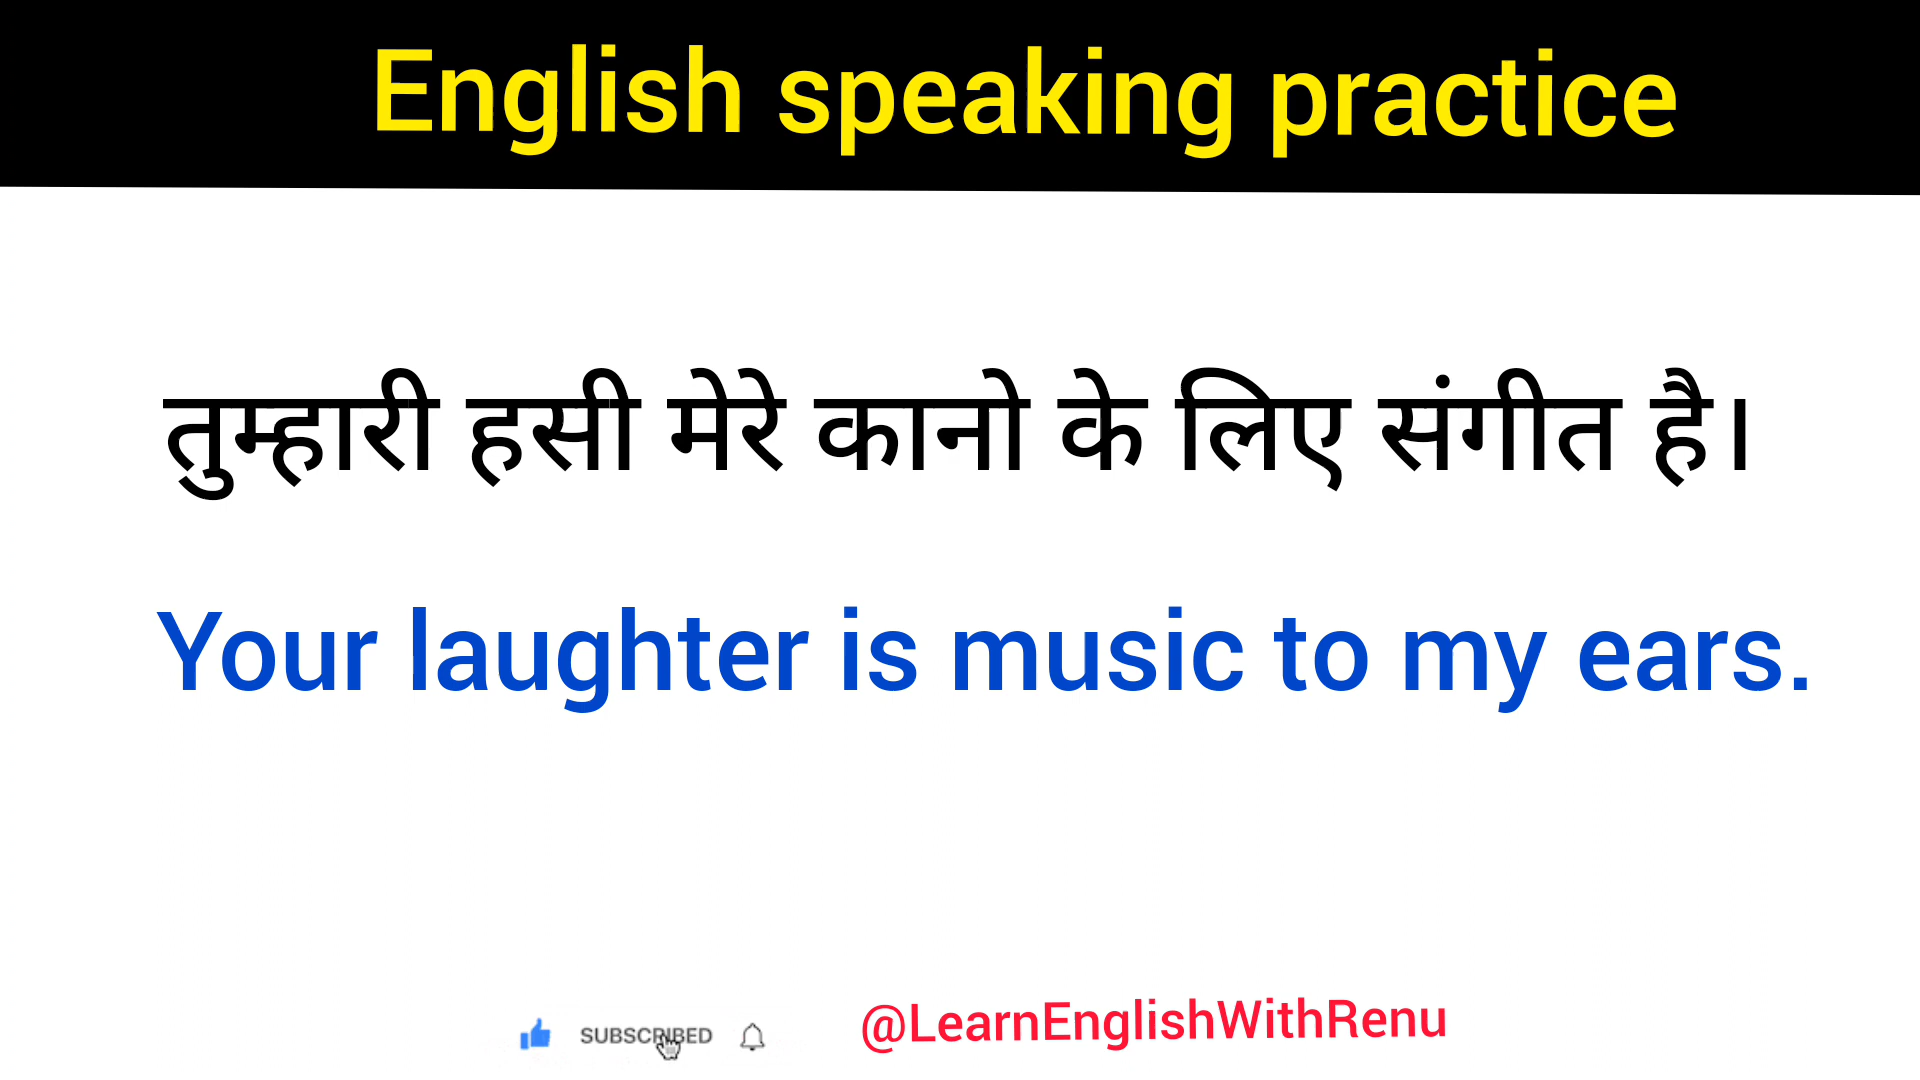 English speaking practice
तुम्हारी हसी मेरे कानो के लिए संगीत है।
Your laughter is music to my ears.
SUBSCRIBED
@LearnEnglishWithRenu